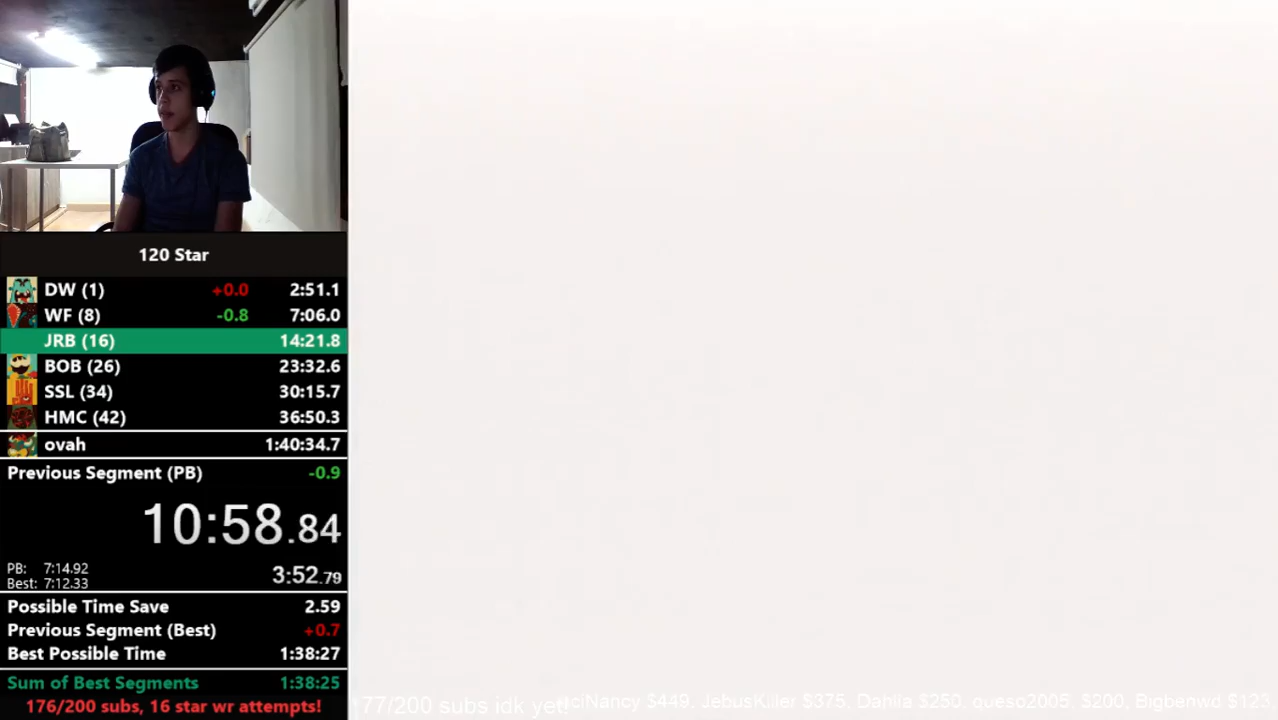 120 Star
DW (1) +0.0 2:51.1
WF (8) -0.8 7:06.0
JRB (16) 14:21.8
BOB (26) 23:32.6
SSL (34) 30:15.7
HMC (42) 36:50.3
ovah 1:40:34.7
Previous Segment (PB) -0.9
10:58.84
PB: 7:14.92
Best: 7:12.33
3:52.79
Possible Time Save 2.59
Previous Segment (Best) +0.7
Best Possible Time 1:38:27
Sum of Best Segments 1:38:25
176/200 subs, 16 star wr attempts!
177/200 subs idk yet!
JebusKiller $375, Dahlia $250, queso2005, $200, Bigbenwd $123,